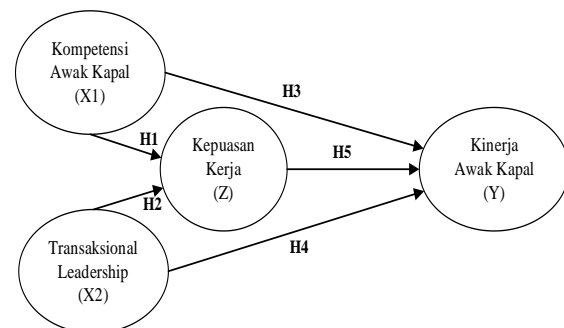 Kompetensi
Awak Kapal
(X1)
H3
H1
Kepuasan
Kerja
(Z)
H5
Kinerja
Awak Kapal
(Y)
H2
H4
Transaksional
Leadership
(X2)